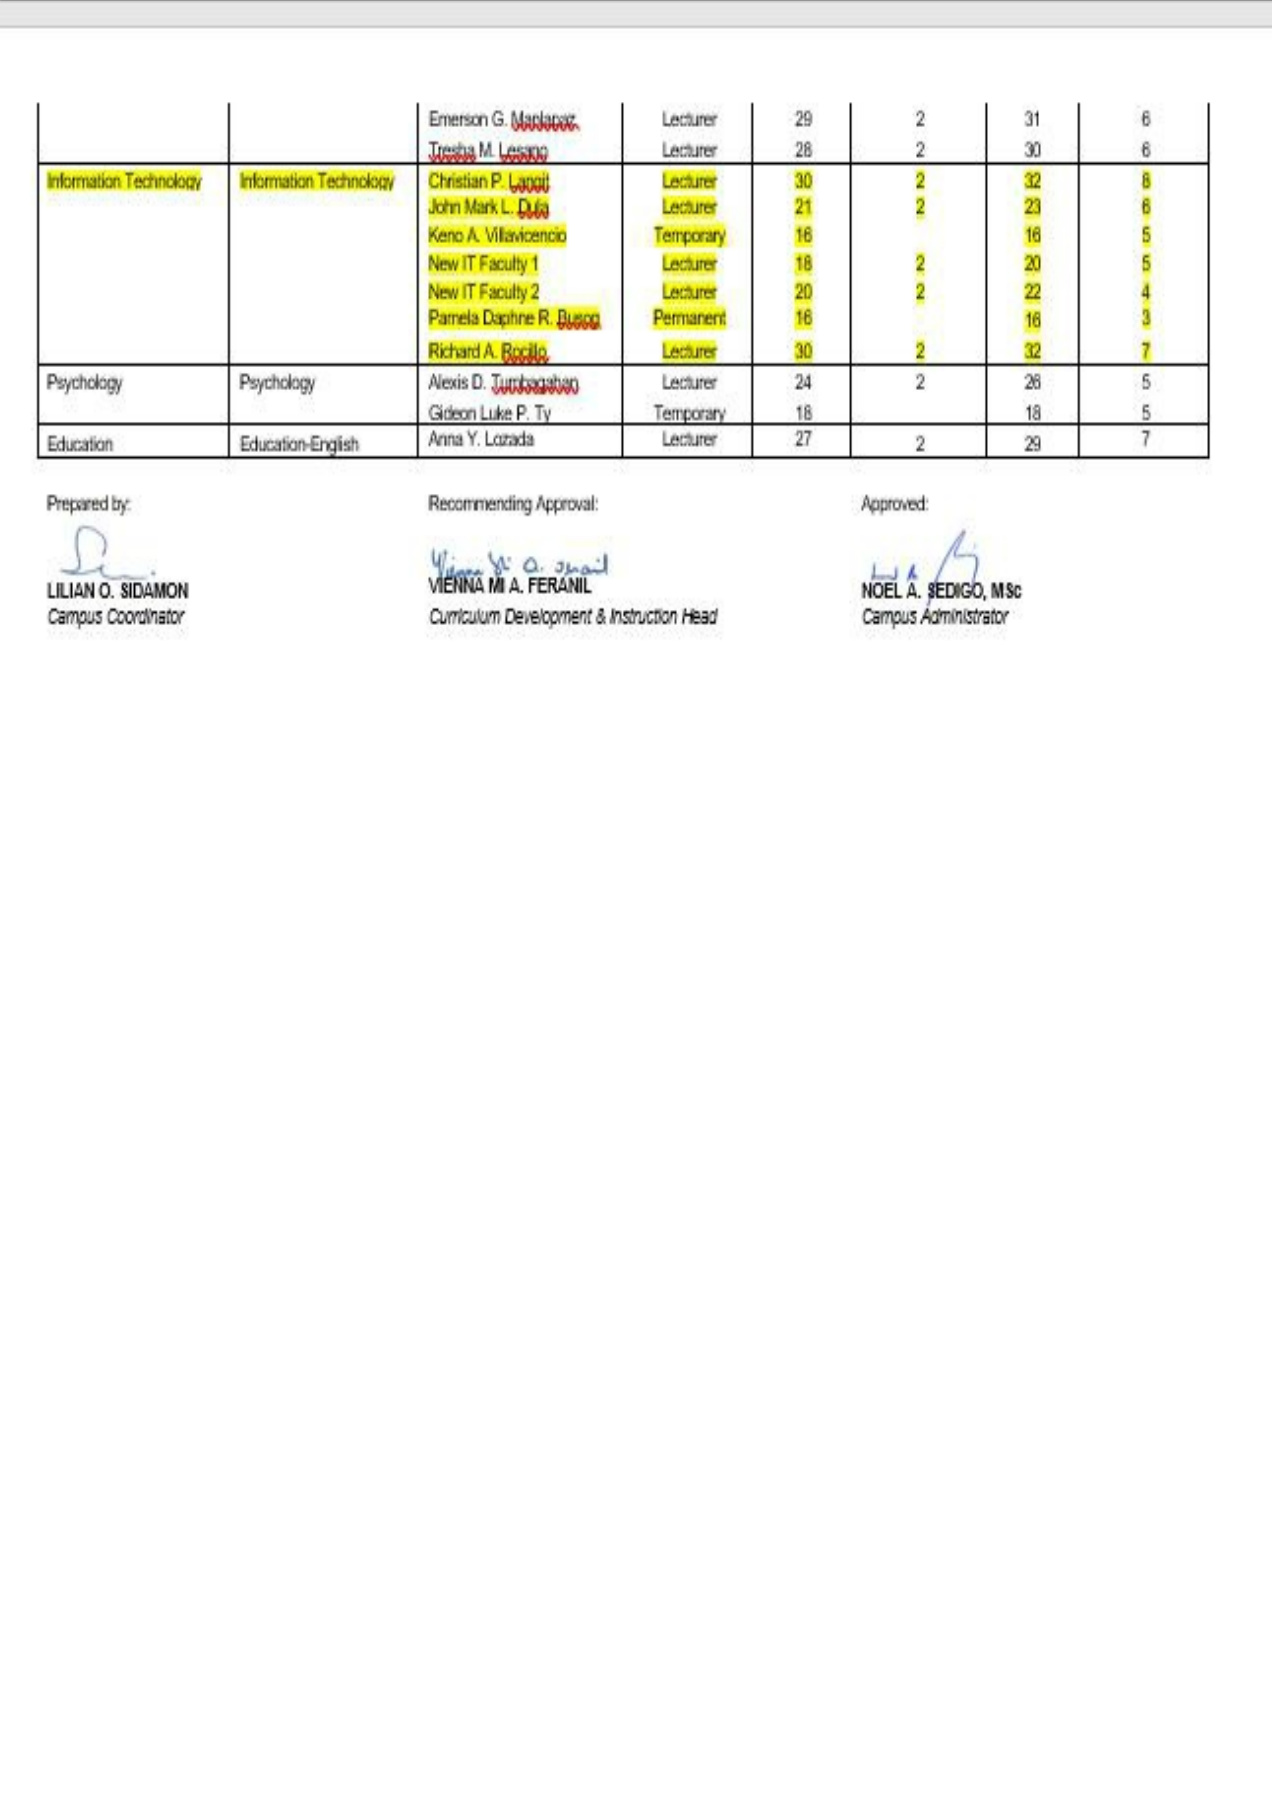 Emerson G. Manlapaz Lecturer 29 2 31 6
Tresha M. Lesano Lecturer 28 2 30 6
Information Technology Information Technology Christian P. Langit Lecturer 30 2 32 8
John Mark L. Dula Lecturer 21 2 23 6
Keno A. Villavicencio Temporary 16 16 5
New IT Faculty 1 Lecturer 18 2 20 5
New IT Faculty 2 Lecturer 20 2 22 4
Pamela Daphne R. Busog Permanent 16 16 3
Richard A. Rocillo Lecturer 30 2 32 7
Psychology Psychology Alexis D. Tumbagahan Lecturer 24 2 26 5
Gideon Luke P. Ty Temporary 18 18 5
Education Education-English Anna Y. Lozada Lecturer 27 2 29 7
Prepared by: Recommending Approval: Approved:
LILIAN O. SIDAMON VIENNA MI A. FERANIL NOEL A. SEDIGO, MSc
Campus Coordinator Curriculum Development & Instruction Head Campus Administrator